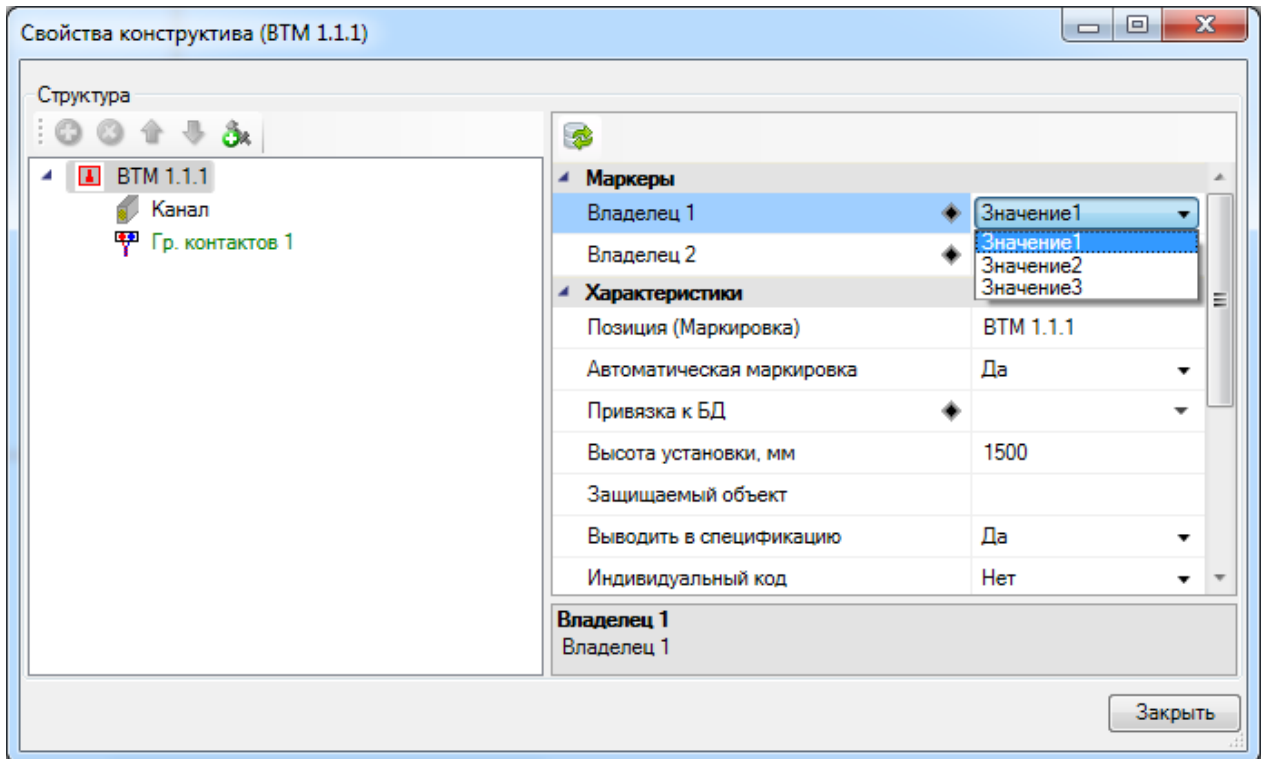 Свойства конструктива (ВТМ 1.1.1)
Структура
ВТМ 1.1.1
Канал
Гр. контактов 1
Маркеры
Владелец 1 Значение1
Значение1
Владелец 2
Значение2
Значение3
Характеристики
Позиция (Маркировка) ВТМ 1.1.1
Автоматическая маркировка Да
Привязка к БД
Высота установки, мм 1500
Защищаемый объект
Выводить в спецификацию Да
Индивидуальный код Нет
Владелец 1
Владелец 1
Закрыть